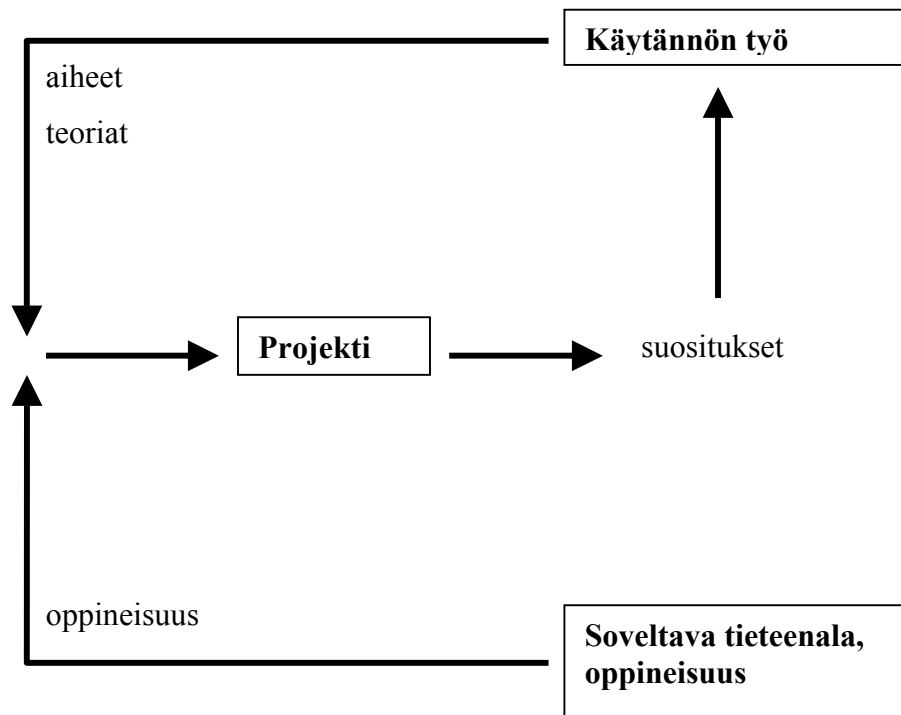 Käytännön työ
aiheet
teoriat
Projekti
suositukset
oppineisuus
Soveltava tieteenala,
oppineisuus